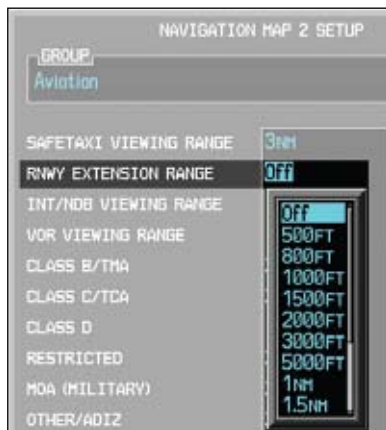 NAVIGATION MAP 2 SETUP
GROUP
Aviation
SAFETAXI VIEWING RANGE 3NM
RNWY EXTENSION RANGE Off
INT/NDB VIEWING RANGE
VOR VIEWING RANGE
CLASS B/TMA
CLASS C/TCA
CLASS D
RESTRICTED
MOA (MILITARY)
OTHER/ADIZ
Off
500FT
800FT
1000FT
1500FT
2000FT
3000FT
5000FT
1NM
1.5NM